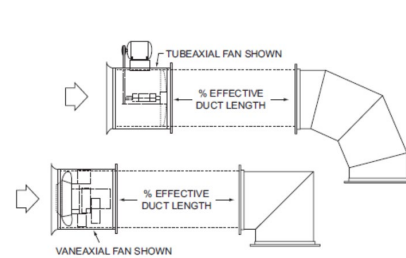 TUBEAXIAL FAN SHOWN
% EFFECTIVE
DUCT LENGTH
% EFFECTIVE
DUCT LENGTH
VANEAXIAL FAN SHOWN